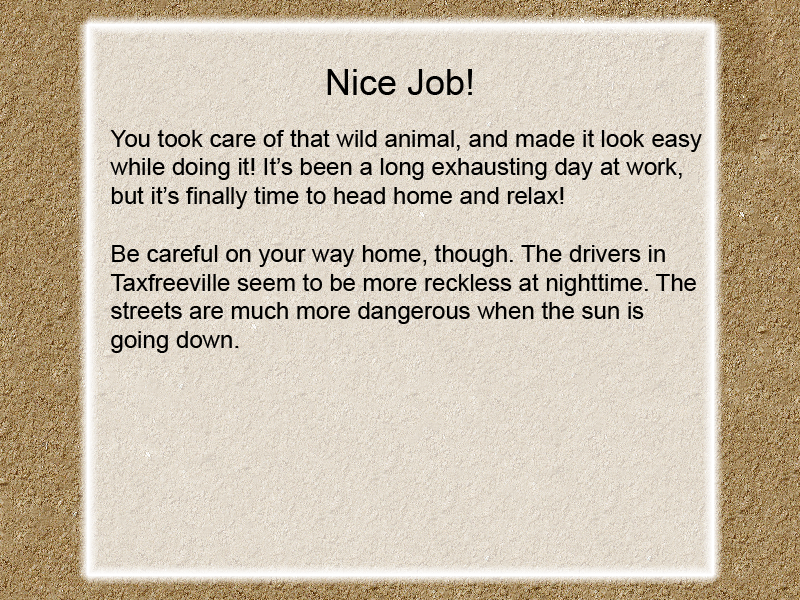 Nice Job!
You took care of that wild animal, and made it look easy
while doing it! It’s been a long exhausting day at work,
but it’s finally time to head home and relax!
Be careful on your way home, though. The drivers in
Taxfreeville seem to be more reckless at nighttime. The
streets are much more dangerous when the sun is
going down.